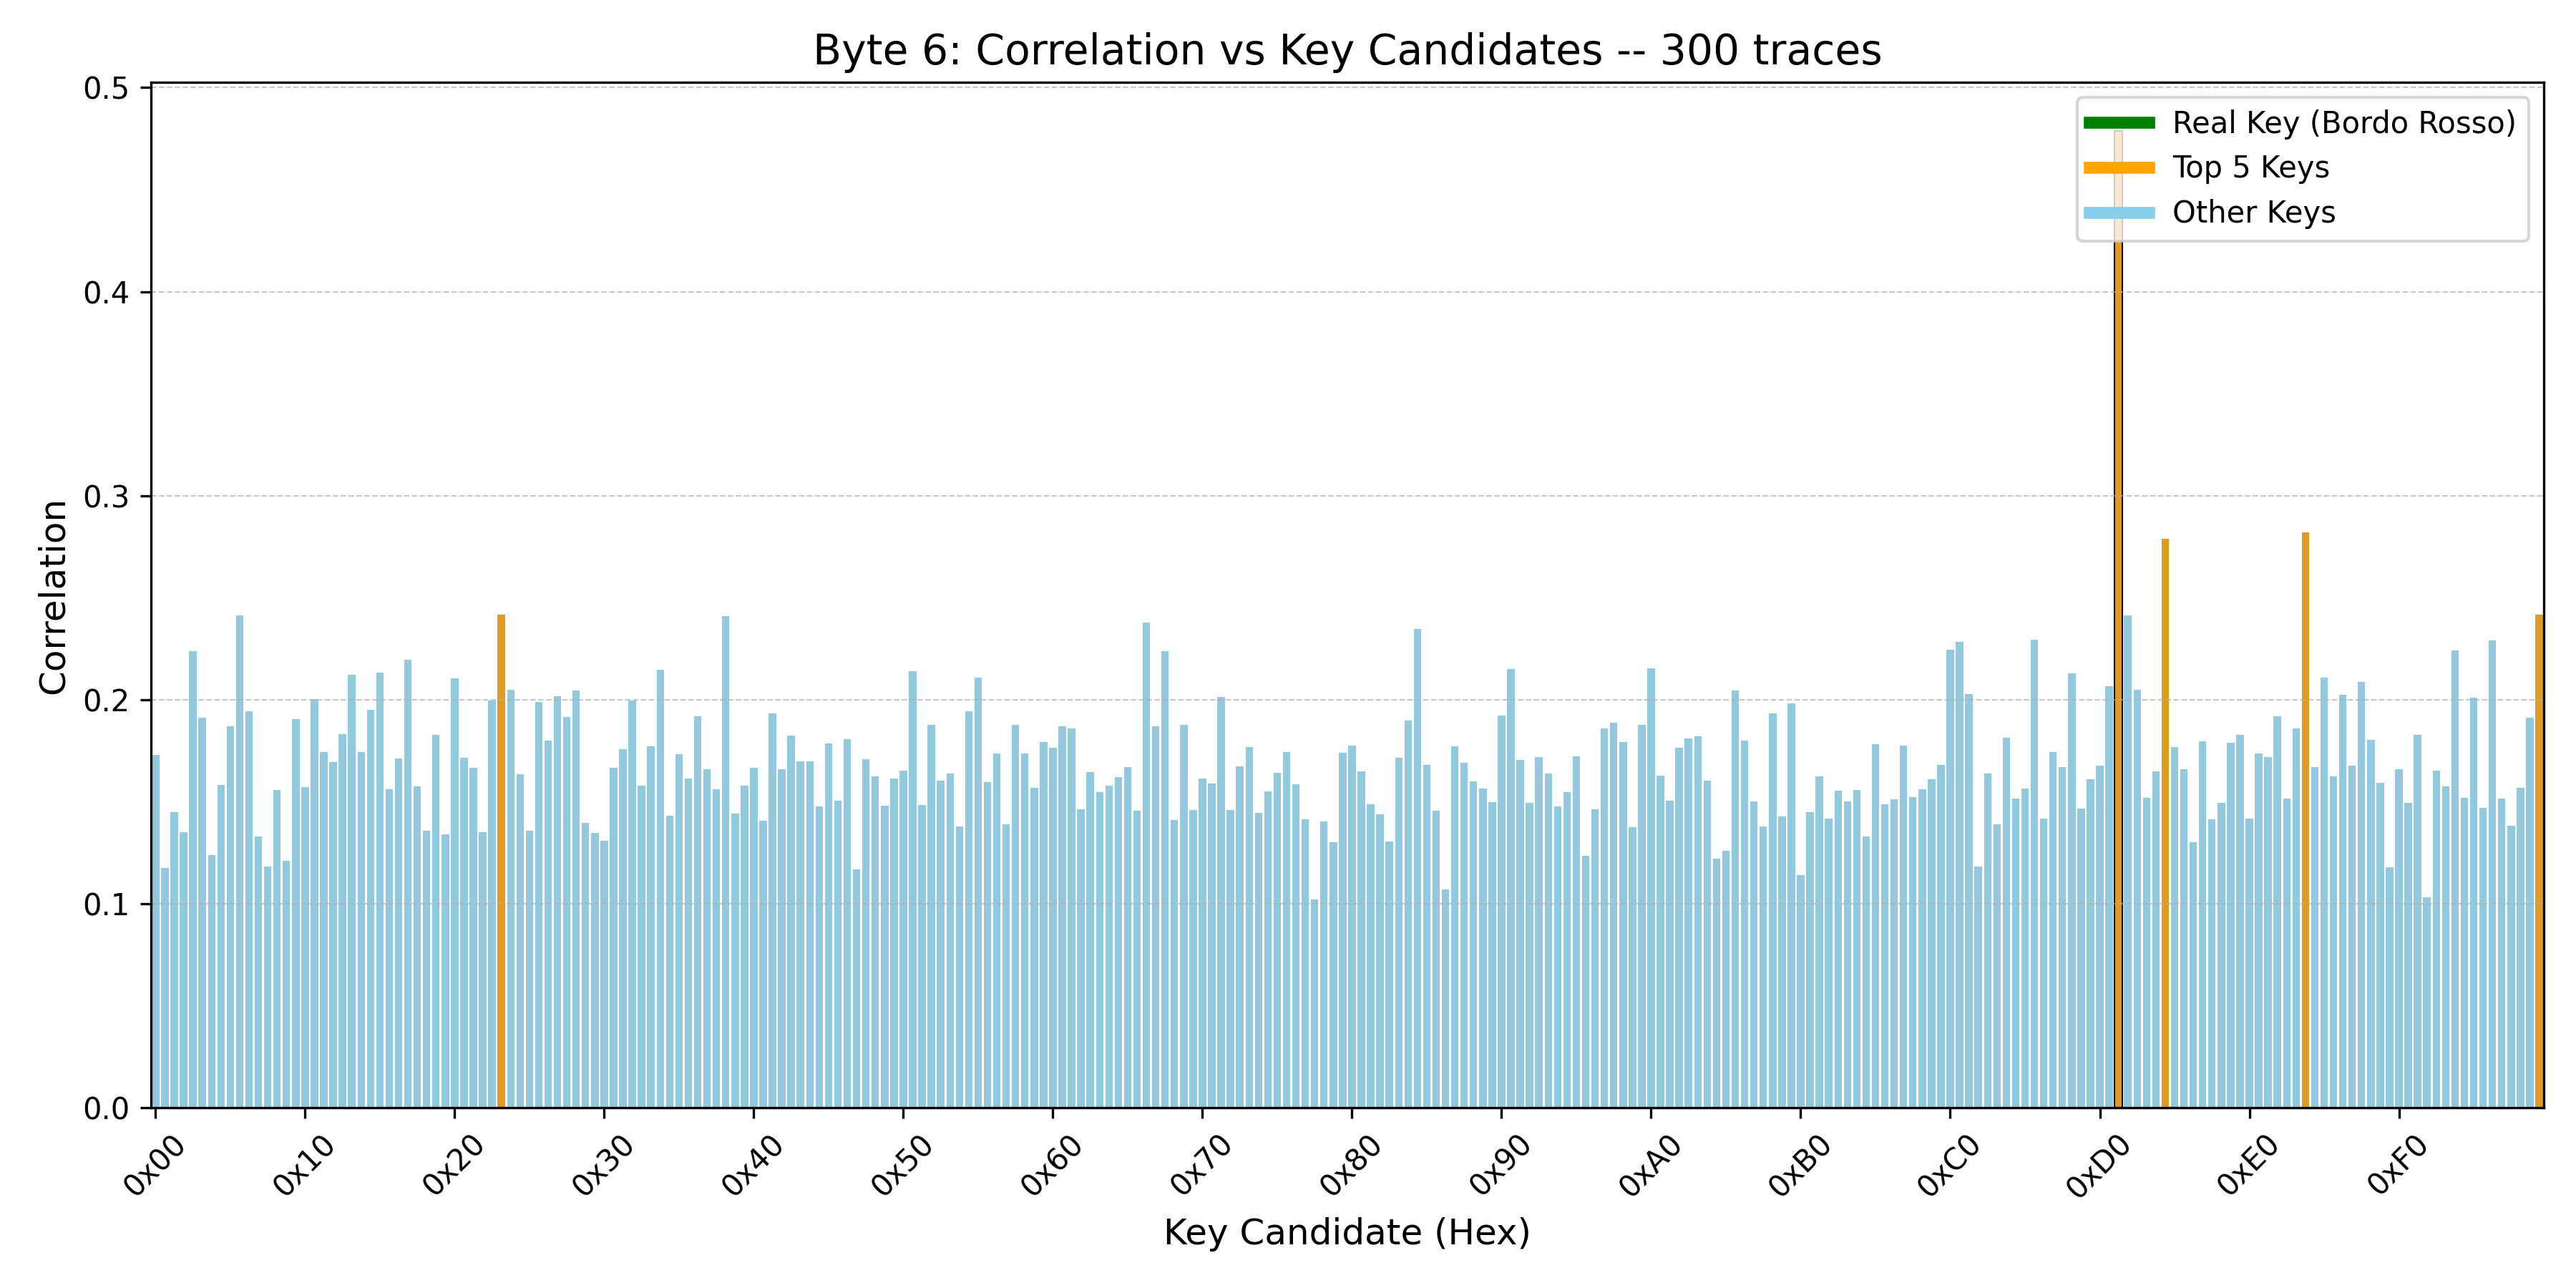 Byte 6: Correlation vs Key Candidates -- 300 traces
Real Key (Bordo Rosso)
Top 5 Keys
Other Keys
Correlation
0.5
0.4
0.3
0.2
0.1
0.0
0x00 0x10 0x20 0x30 0x40 0x50 0x60 0x70 0x80 0x90 0xA0 0xB0 0xC0 0xD0 0xE0 0xF0
Key Candidate (Hex)